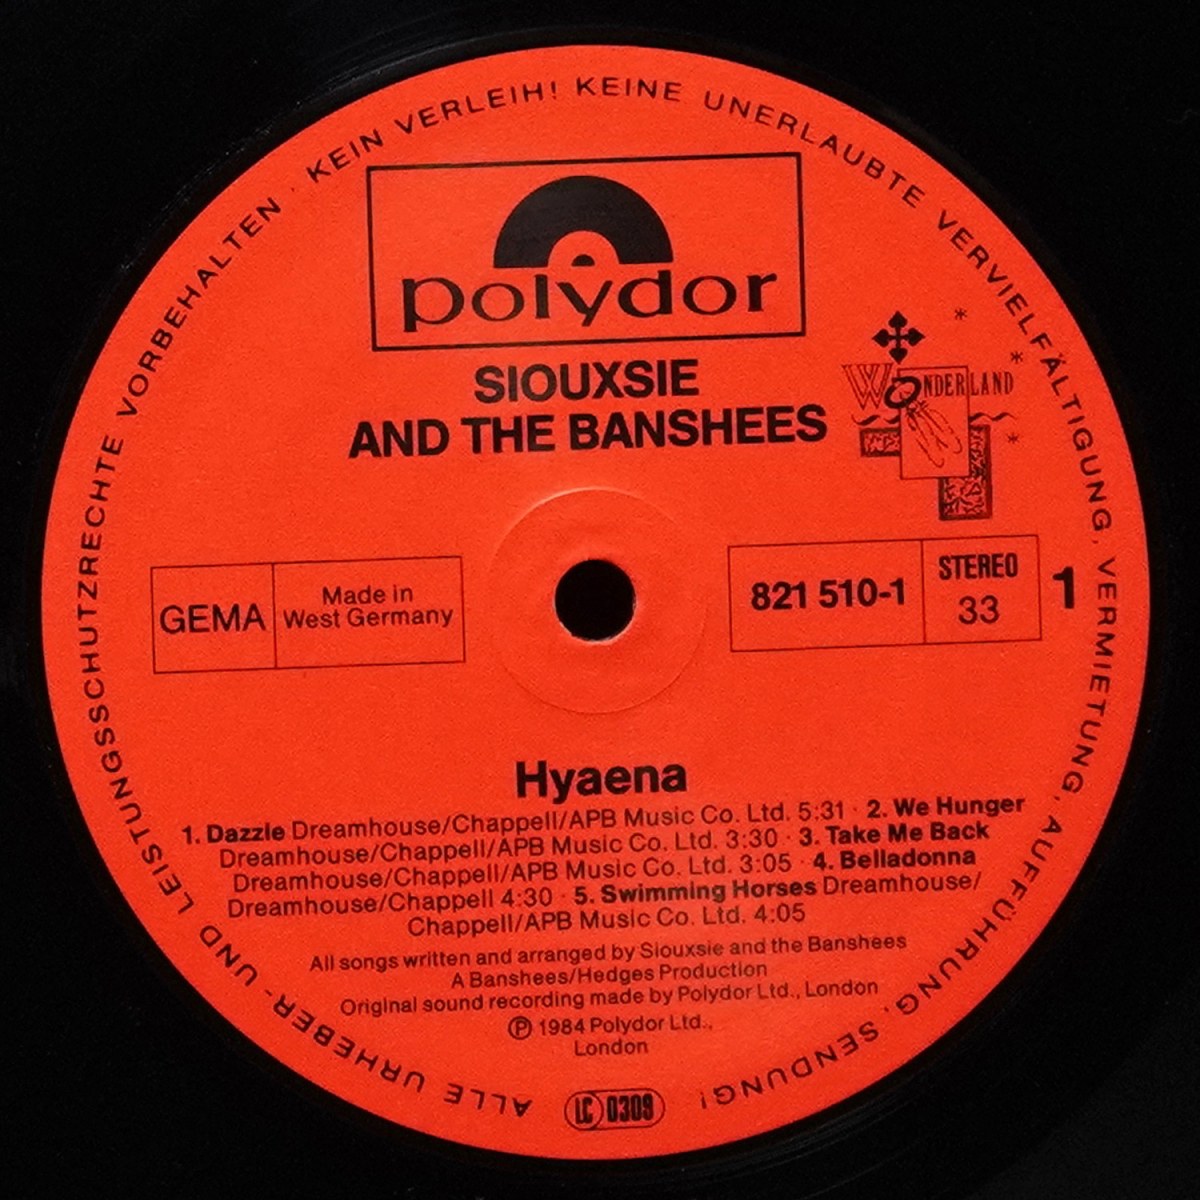 ALLE URHEBER- UND LEISTUNGSSCHUTZRECHTE VORBEHALTEN · KEIN VERLEIH! KEINE UNERLAUBTE VERVIELFÄLTIGUNG, VERMIETUNG, AUFFÜHRUNG, SENDUNG!
polydor
SIOUXSIE
AND THE BANSHEES
WONDERLAND
GEMA
Made in
West Germany
821 510-1
STEREO
33
1
Hyaena
1. Dazzle Dreamhouse/Chappell/APB Music Co. Ltd. 5:31 · 2. We Hunger
Dreamhouse/Chappell/APB Music Co. Ltd. 3:30 · 3. Take Me Back
Dreamhouse/Chappell/APB Music Co. Ltd. 3:05 · 4. Belladonna
Dreamhouse/Chappell 4:30 · 5. Swimming Horses Dreamhouse/
Chappell/APB Music Co. Ltd. 4:05
All songs written and arranged by Siouxsie and the Banshees
A Banshees/Hedges Production
Original sound recording made by Polydor Ltd., London
℗ 1984 Polydor Ltd.,
London
LC 0309